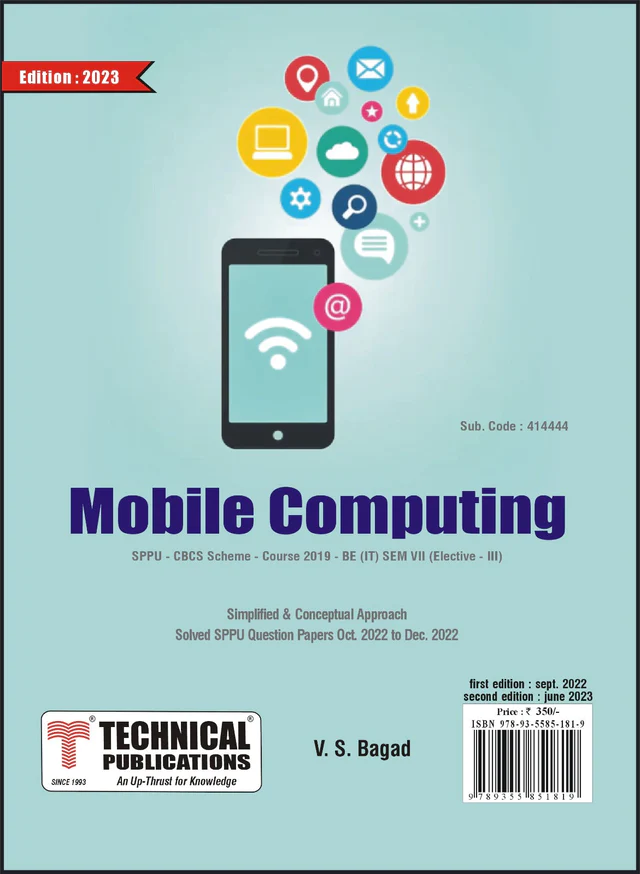 Edition : 2023
@
Sub. Code : 414444
Mobile Computing
SPPU - CBCS Scheme - Course 2019 - BE (IT) SEM VII (Elective - III)
Simplified & Conceptual Approach
Solved SPPU Question Papers Oct. 2022 to Dec. 2022
first edition : sept. 2022
second edition : june 2023
Price : ₹ 350/-
ISBN 978-93-5585-181-9
9 789355 851819
T®
SINCE 1993
TECHNICAL®
PUBLICATIONS
An Up-Thrust for Knowledge
V. S. Bagad